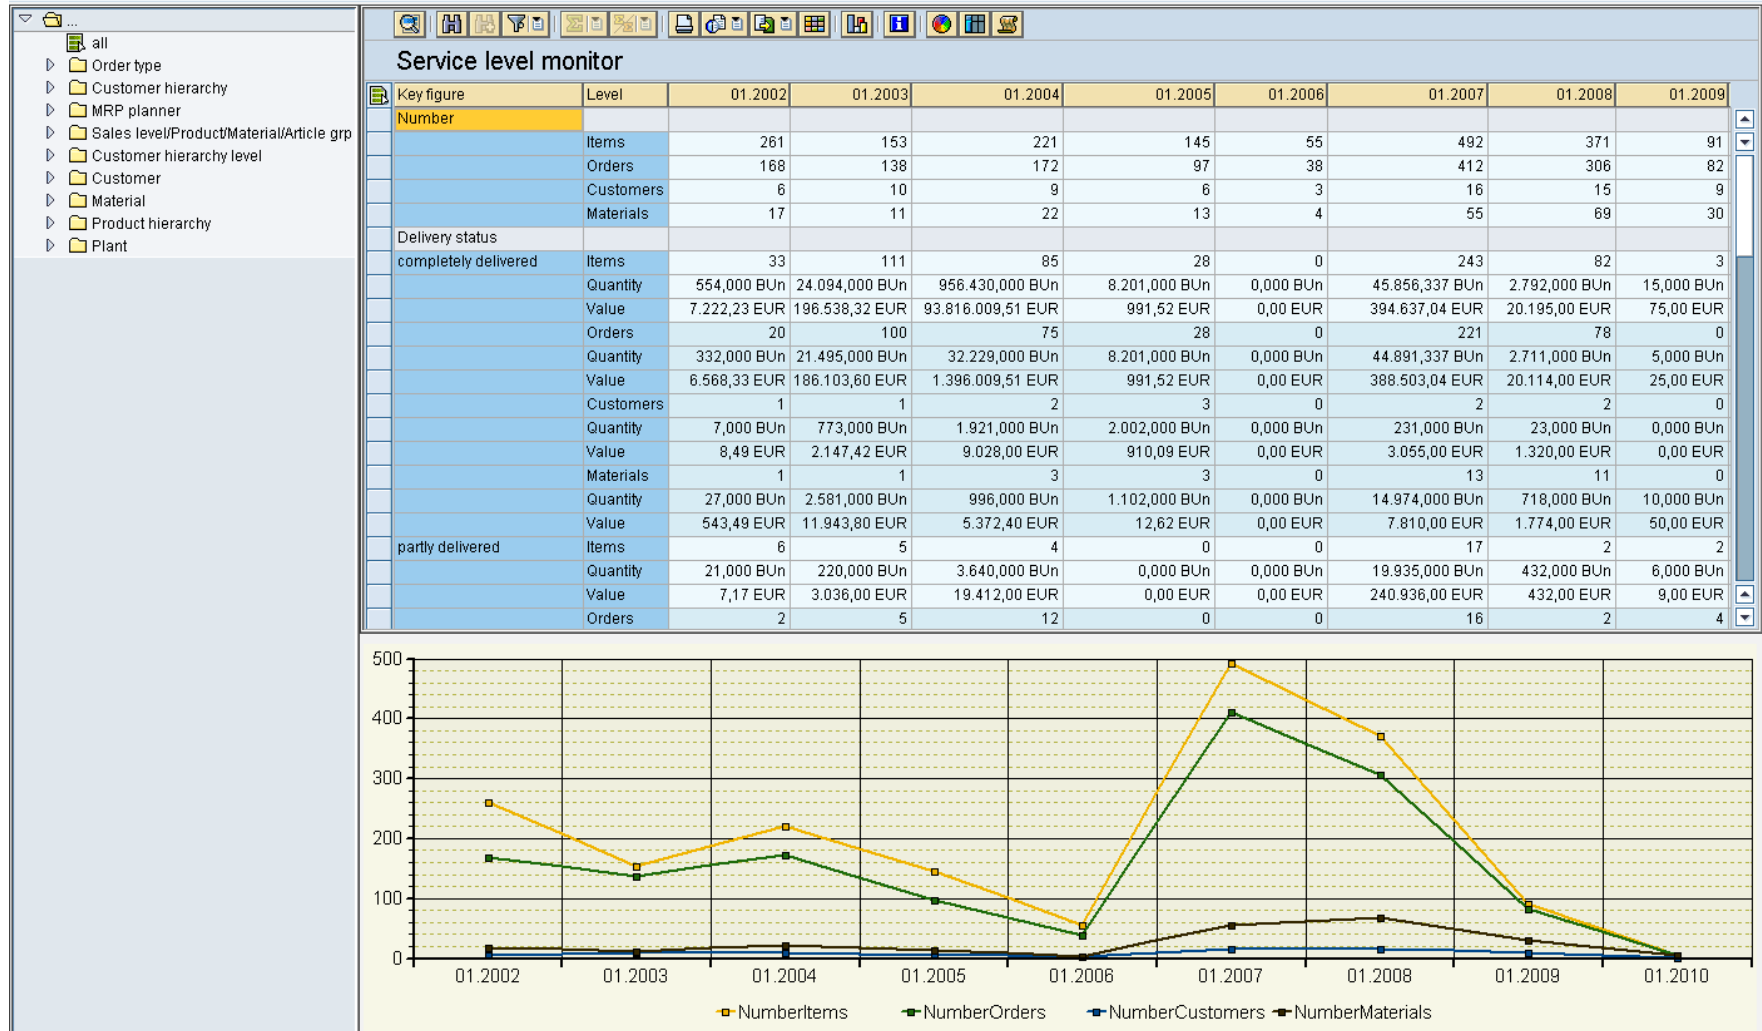 ...
all
Order type
Customer hierarchy
MRP planner
Sales level/Product/Material/Article grp
Customer hierarchy level
Customer
Material
Product hierarchy
Plant
Service level monitor
Key figure Level 01.2002 01.2003 01.2004 01.2005 01.2006 01.2007 01.2008 01.2009
Number
Items 261 153 221 145 55 492 371 91
Orders 168 138 172 97 38 412 306 82
Customers 6 10 9 6 3 16 15 9
Materials 17 11 22 13 4 55 69 30
Delivery status
completely delivered Items 33 111 85 28 0 243 82 3
Quantity 554,000 BUn 24.094,000 BUn 956.430,000 BUn 8.201,000 BUn 0,000 BUn 45.856,337 BUn 2.792,000 BUn 15,000 BUn
Value 7.222,23 EUR 196.538,32 EUR 93.816.009,51 EUR 991,52 EUR 0,00 EUR 394.637,04 EUR 20.195,00 EUR 75,00 EUR
Orders 20 100 75 28 0 221 78 0
Quantity 332,000 BUn 21.495,000 BUn 32.229,000 BUn 8.201,000 BUn 0,000 BUn 44.891,337 BUn 2.711,000 BUn 5,000 BUn
Value 6.568,33 EUR 186.103,60 EUR 1.396.009,51 EUR 991,52 EUR 0,00 EUR 388.503,04 EUR 20.114,00 EUR 25,00 EUR
Customers 1 1 2 3 0 2 2 0
Quantity 7,000 BUn 773,000 BUn 1.921,000 BUn 2.002,000 BUn 0,000 BUn 231,000 BUn 23,000 BUn 0,000 BUn
Value 8,49 EUR 2.147,42 EUR 9.028,00 EUR 910,09 EUR 0,00 EUR 3.055,00 EUR 1.320,00 EUR 0,00 EUR
Materials 1 1 3 3 0 13 11 0
Quantity 27,000 BUn 2.581,000 BUn 996,000 BUn 1.102,000 BUn 0,000 BUn 14.974,000 BUn 718,000 BUn 10,000 BUn
Value 543,49 EUR 11.943,80 EUR 5.372,40 EUR 12,62 EUR 0,00 EUR 7.810,00 EUR 1.774,00 EUR 50,00 EUR
partly delivered Items 6 5 4 0 0 17 2 2
Quantity 21,000 BUn 220,000 BUn 3.640,000 BUn 0,000 BUn 0,000 BUn 19.935,000 BUn 432,000 BUn 6,000 BUn
Value 7,17 EUR 3.036,00 EUR 19.412,00 EUR 0,00 EUR 0,00 EUR 240.936,00 EUR 432,00 EUR 9,00 EUR
Orders 2 5 12 0 0 16 2 4
500
400
300
200
100
0
01.2002 01.2003 01.2004 01.2005 01.2006 01.2007 01.2008 01.2009 01.2010
NumberItems NumberOrders NumberCustomers NumberMaterials